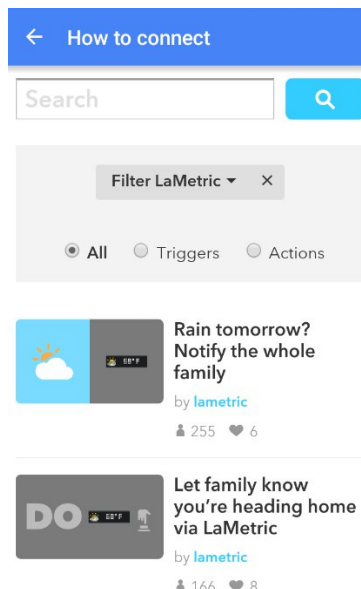 How to connect
Search
Filter LaMetric
All Triggers Actions
Rain tomorrow?
Notify the whole
family
by lametric
255 6
DO
Let family know
you're heading home
via LaMetric
by lametric
166 8